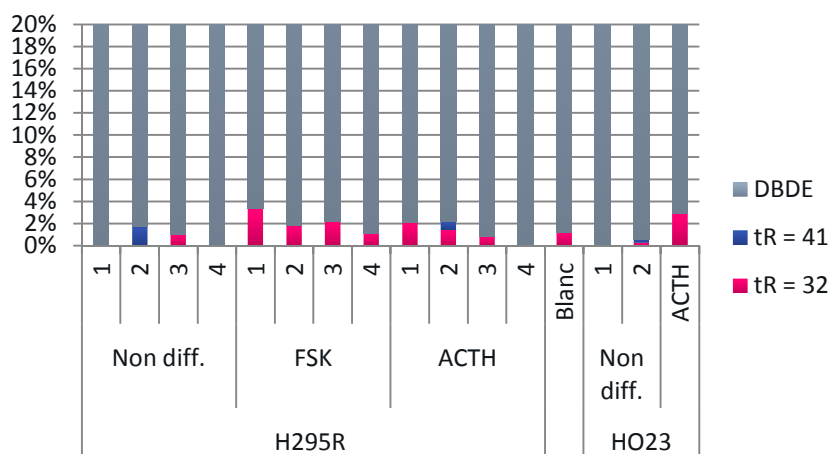 20%
18%
16%
14%
12%
10%
8%
6%
4%
2%
0%
DBDE
tR = 41
tR = 32
1 2 3 4 1 2 3 4 1 2 3 4 Blanc 1 2 ACTH
Non diff. FSK ACTH Non
diff.
H295R HO23